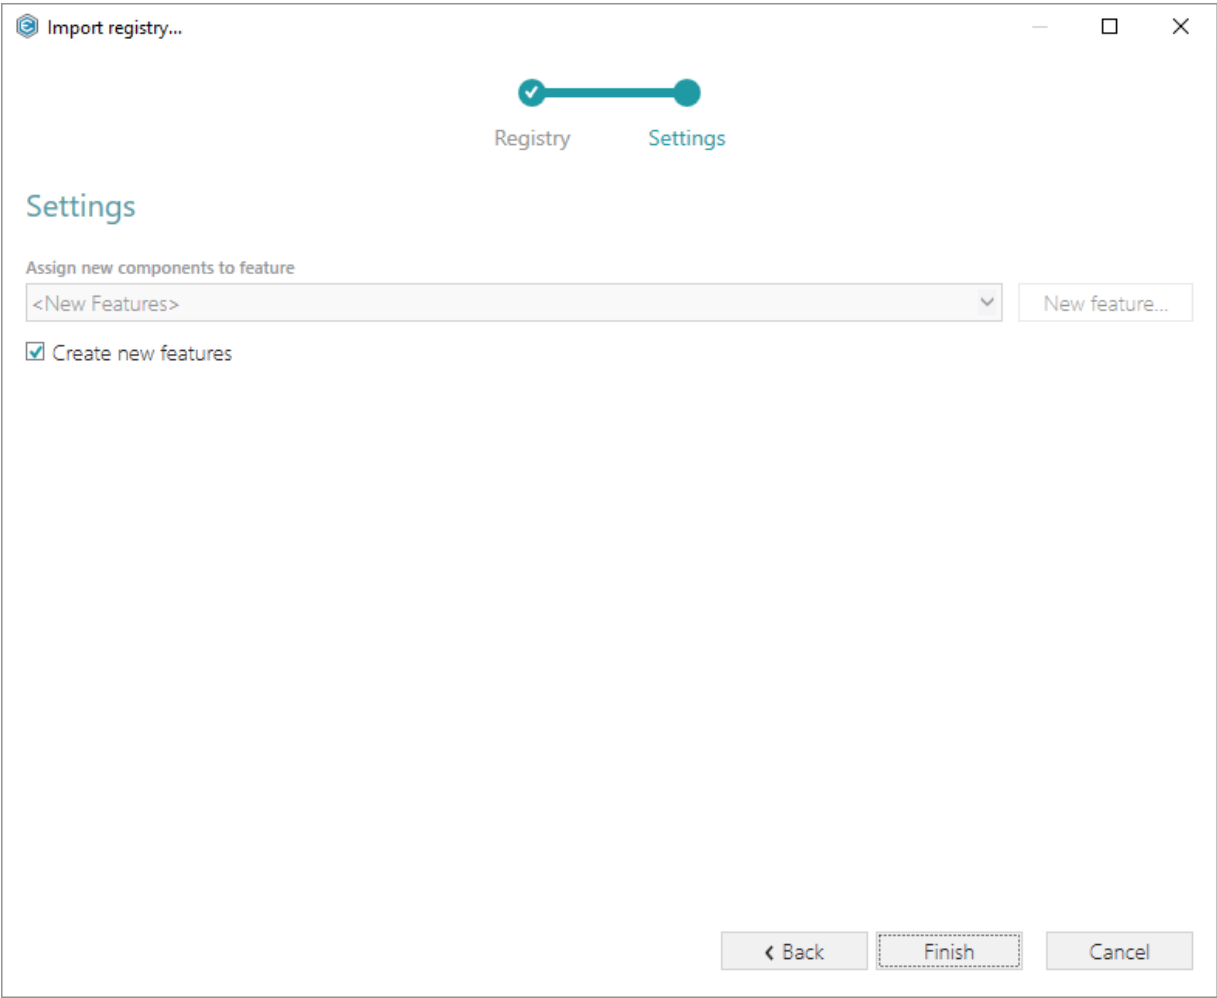 Import registry...
Registry
Settings
Settings
Assign new components to feature
<New Features>
New feature...
Create new features
Back
Finish
Cancel